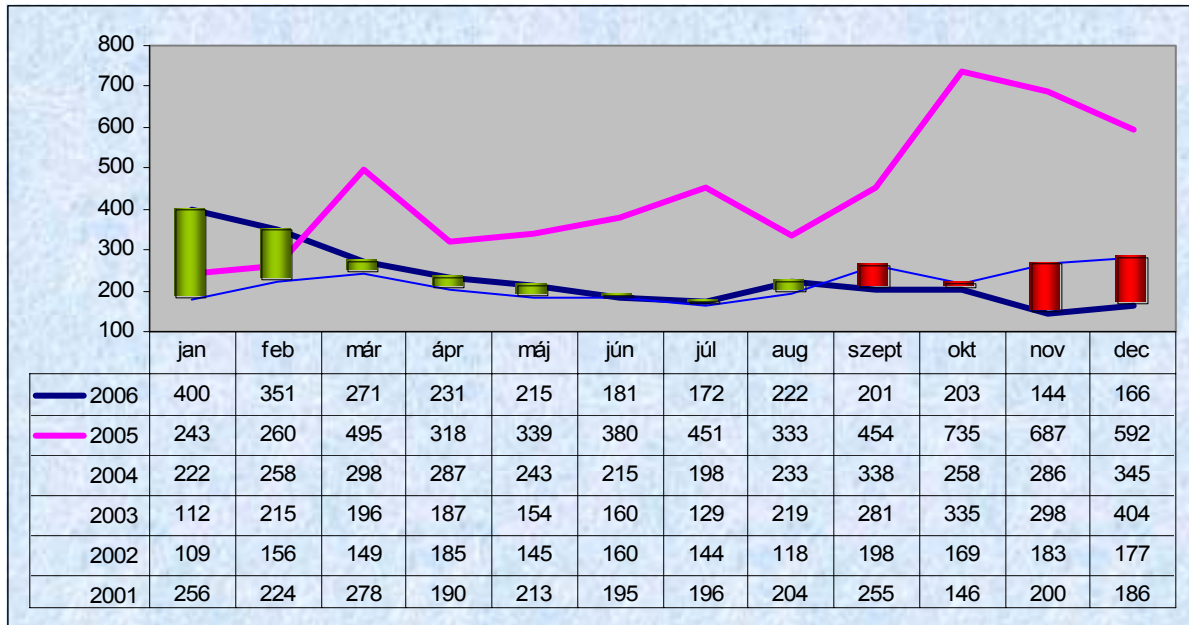 800
700
600
500
400
300
200
100
jan feb már ápr máj jún júl aug szept okt nov dec
2006 400 351 271 231 215 181 172 222 201 203 144 166
2005 243 260 495 318 339 380 451 333 454 735 687 592
2004 222 258 298 287 243 215 198 233 338 258 286 345
2003 112 215 196 187 154 160 129 219 281 335 298 404
2002 109 156 149 185 145 160 144 118 198 169 183 177
2001 256 224 278 190 213 195 196 204 255 146 200 186